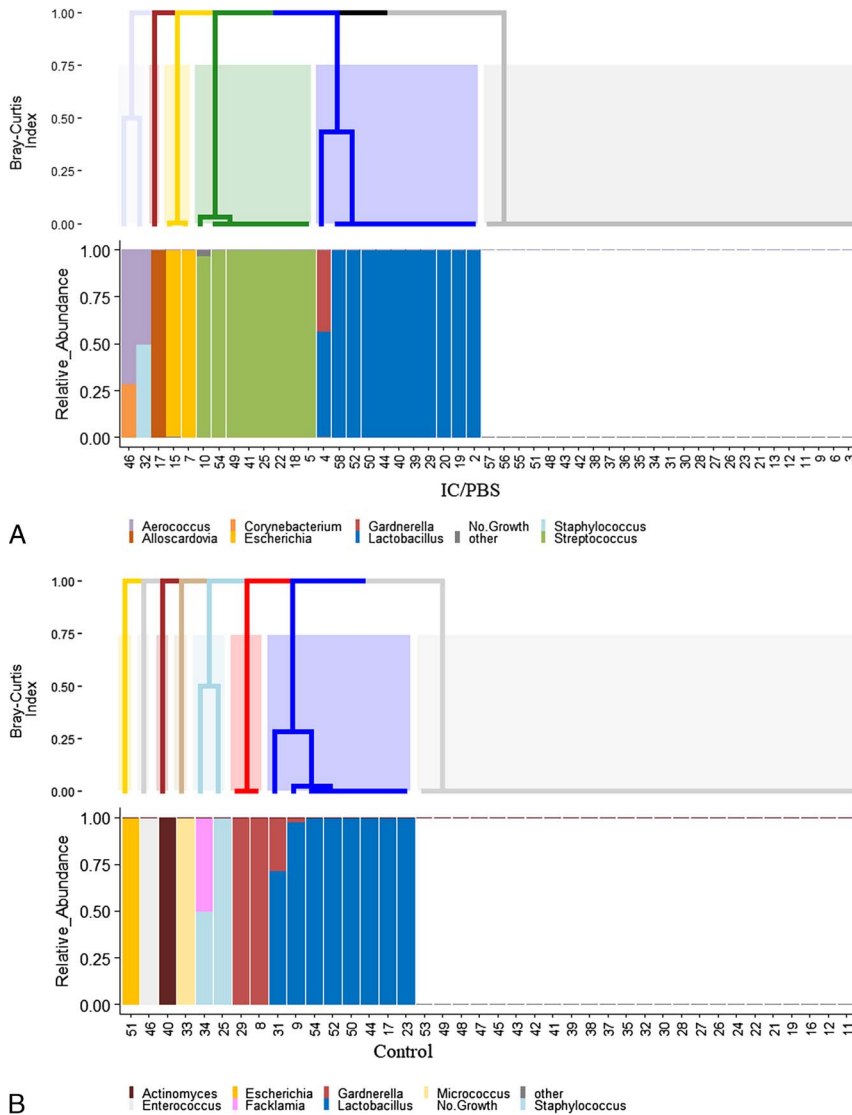 1.00
0.75
0.50
0.25
0.00
Bray-Curtis
Index
1.00
0.75
0.50
0.25
0.00
Relative_Abundance
46 32 17 15 7 10 54 49 41 25 22 18 5 4 58 52 50 44 40 39 29 20 19 2 57 56 55 51 48 43 42 38 37 36 35 34 33 32 31 30 28 27 26 24 23 21 13 12 11 9 6 3
IC/PBS
Aerococcus Corynebacterium Gardnerella No.Growth Staphylococcus
Alloscardovia Escherichia Lactobacillus other Streptococcus
A
1.00
0.75
0.50
0.25
0.00
Bray-Curtis
Index
1.00
0.75
0.50
0.25
0.00
Relative_Abundance
51 46 40 33 34 25 29 8 31 9 54 52 50 44 17 23 53 49 48 47 45 43 42 41 39 38 37 36 35 32 30 28 27 26 24 22 21 19 16 12 11
Control
Actinomyces Escherichia Gardnerella Micrococcus other
Enterococcus Facklamia Lactobacillus No.Growth Staphylococcus
B